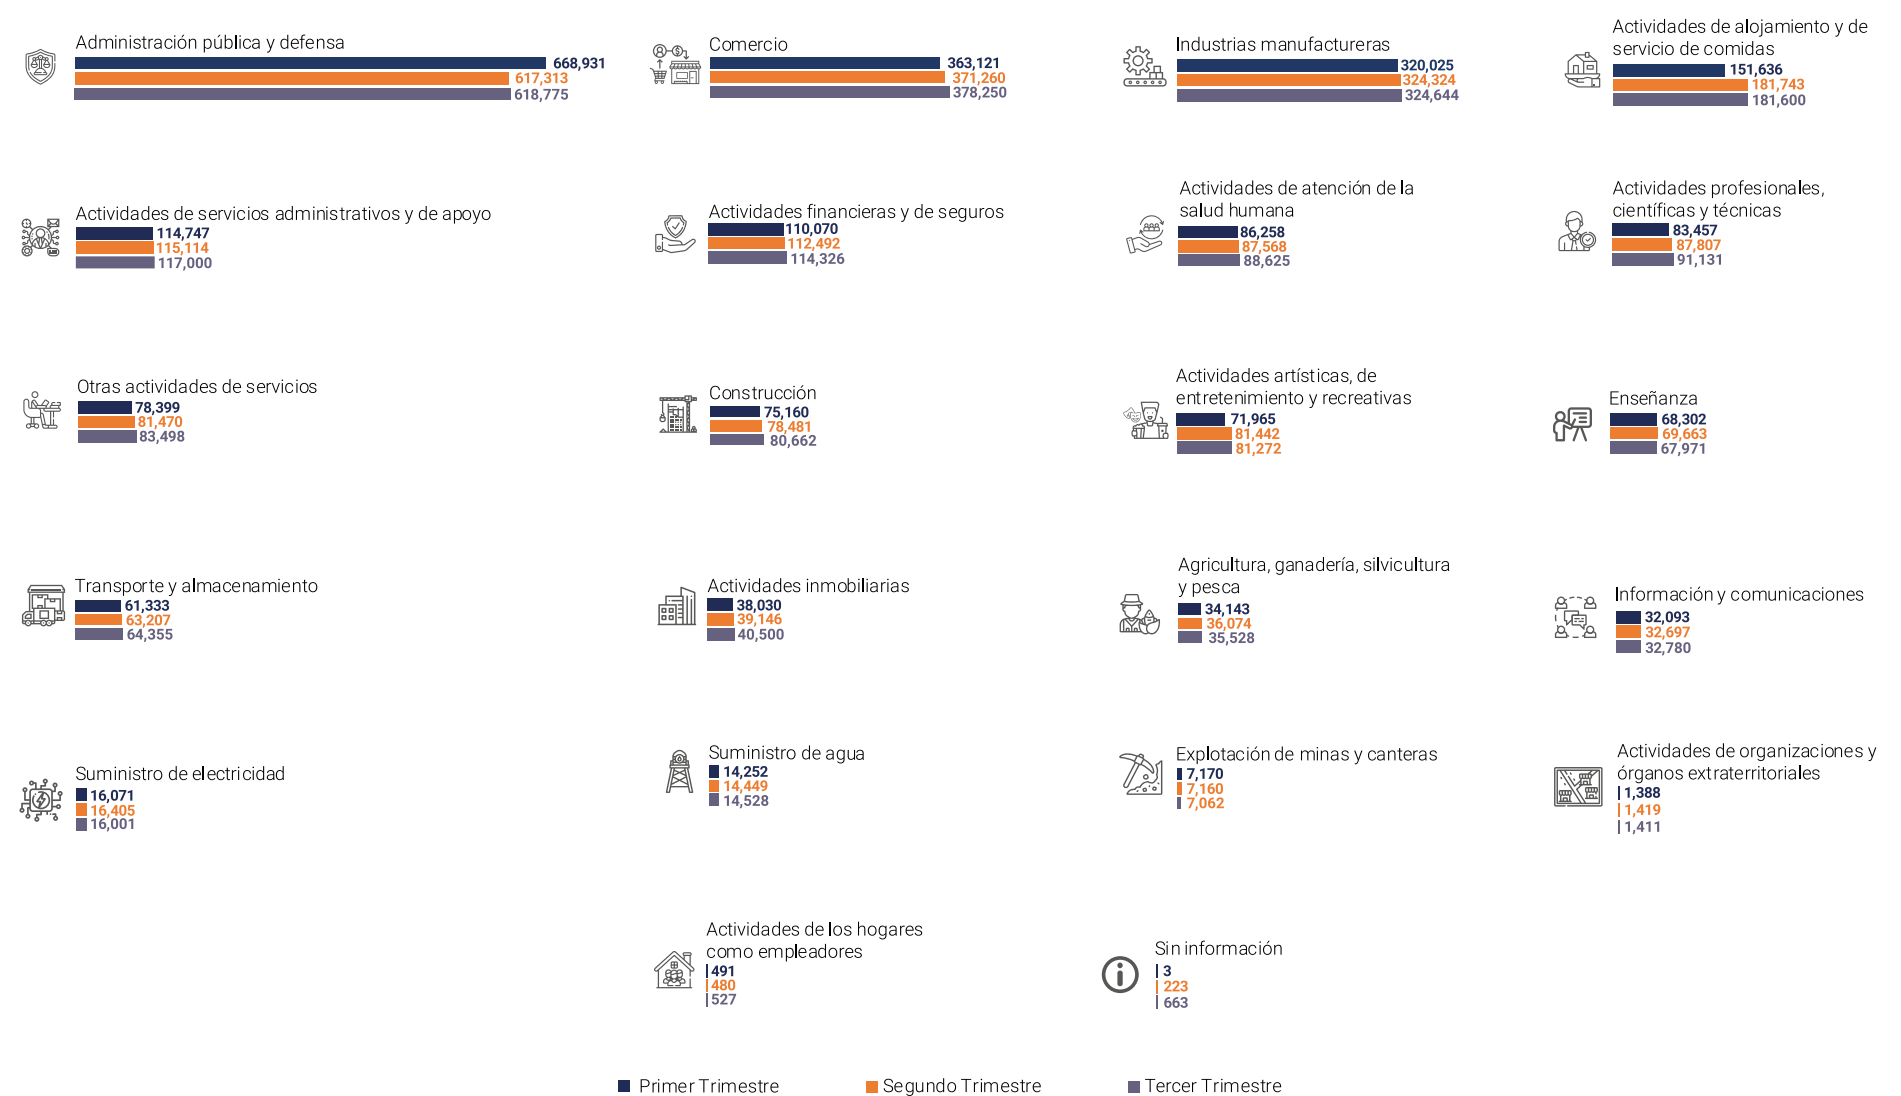 Administración pública y defensa
668,931
617,313
618,775
Comercio
363,121
371,260
378,250
Industrias manufactureras
320,025
324,324
324,644
Actividades de alojamiento y de
servicio de comidas
151,636
181,743
181,600
Actividades de servicios administrativos y de apoyo
114,747
115,114
117,000
Actividades financieras y de seguros
110,070
112,492
114,326
Actividades de atención de la
salud humana
86,258
87,568
88,625
Actividades profesionales,
científicas y técnicas
83,457
87,807
91,131
Otras actividades de servicios
78,399
81,470
83,498
Construcción
75,160
78,481
80,662
Actividades artísticas, de
entretenimiento y recreativas
71,965
81,442
81,272
Enseñanza
68,302
69,663
67,971
Transporte y almacenamiento
61,333
63,207
64,355
Actividades inmobiliarias
38,030
39,146
40,500
Agricultura, ganadería, silvicultura
y pesca
34,143
36,074
35,528
Información y comunicaciones
32,093
32,697
32,780
Suministro de electricidad
16,071
16,405
16,001
Suministro de agua
14,252
14,449
14,528
Explotación de minas y canteras
7,170
7,160
7,062
Actividades de organizaciones y
órganos extraterritoriales
1,388
1,419
1,411
Actividades de los hogares
como empleadores
491
480
527
Sin información
3
223
663
Primer Trimestre
Segundo Trimestre
Tercer Trimestre